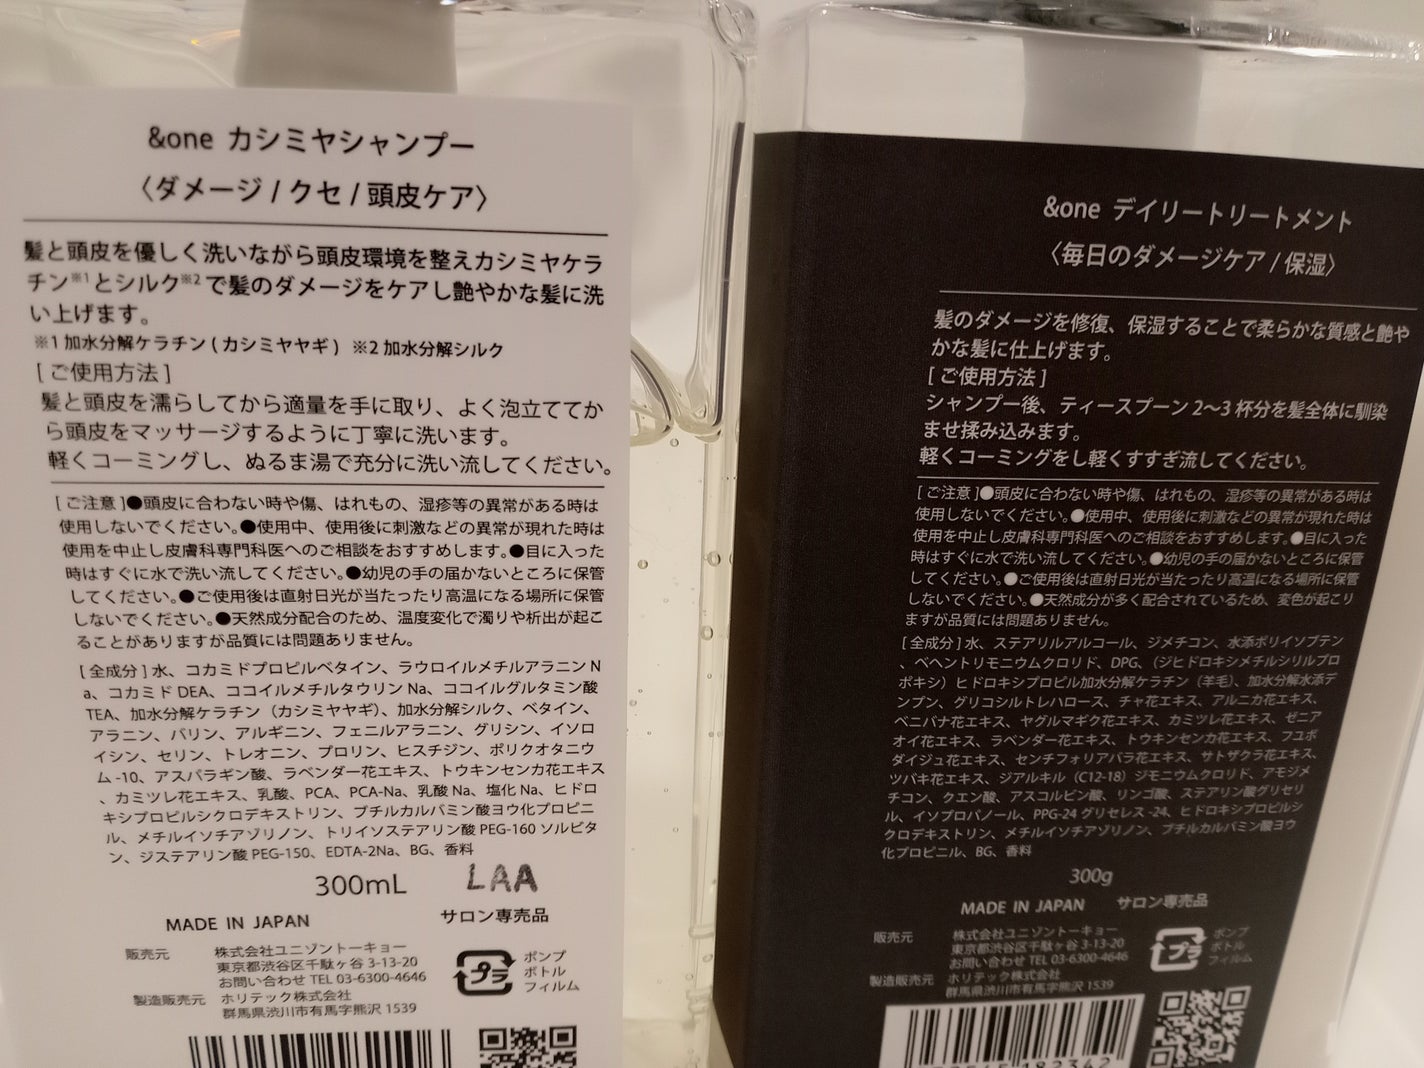 &one カシミヤシャンプー
〈ダメージ / クセ / 頭皮ケア〉
髪と頭皮を優しく洗いながら頭皮環境を整えカシミヤケラ
チン※1とシルク※2で髪のダメージをケアし艶やかな髪に洗
い上げます。
※1 加水分解ケラチン ( カシミヤヤギ )　※2 加水分解シルク
[ ご使用方法 ]
髪と頭皮を濡らしてから適量を手に取り、よく泡立ててか
ら頭皮をマッサージするように丁寧に洗います。
軽くコーミングし、ぬるま湯で充分に洗い流してください。
[ ご注意 ]●頭皮に合わない時や傷、はれもの、湿疹等の異常がある時は
使用しないでください。●使用中、使用後に刺激などの異常が現れた時は
使用を中止し皮膚科専門科医へのご相談をおすすめします。●目に入った
時はすぐに水で洗い流してください。●幼児の手の届かないところに保管
してください。●ご使用後は直射日光が当たったり高温になる場所に保管
しないでください。●天然成分配合のため、温度変化で濁りや析出が起こ
ることがありますが品質には問題ありません。
[ 全成分 ] 水、コカミドプロピルベタイン、ラウロイルメチルアラニン N
a、コカミド DEA、ココイルメチルタウリン Na、ココイルグルタミン酸
TEA、加水分解ケラチン（カシミヤヤギ）、加水分解シルク、ベタイン、
アラニン、バリン、アルギニン、フェニルアラニン、グリシン、イソロ
イシン、セリン、トレオニン、プロリン、ヒスチジン、ポリクオタニウ
ム -10、アスパラギン酸、ラベンダー花エキス、トウキンセンカ花エキス
、カミツレ花エキス、乳酸、PCA、PCA-Na、乳酸 Na、塩化 Na、ヒドロ
キシプロピルシクロデキストリン、ブチルカルバミン酸ヨウ化プロピニ
ル、メチルイソチアゾリノン、トリイソステアリン酸 PEG-160 ソルビタ
ン、ジステアリン酸 PEG-150、EDTA-2Na、BG、香料
300mL LAA
MADE IN JAPAN サロン専売品
販売元 株式会社ユニゾントーキョー
東京都渋谷区千駄ヶ谷 3-13-20
お問い合わせ TEL 03-6300-4646
製造販売元 ホリテック株式会社
群馬県渋川市有馬字熊沢 1539
プラ
ポンプ
ボトル
フィルム
&one デイリートリートメント
〈毎日のダメージケア / 保湿〉
髪のダメージを修復、保湿することで柔らかな質感と艶や
かな髪に仕上げます。
[ ご使用方法 ]
シャンプー後、ティースプーン 2〜3 杯分を髪全体に馴染
ませ揉み込みます。
軽くコーミングをし軽くすすぎ流してください。
[ ご注意 ]●頭皮に合わない時や傷、はれもの、湿疹等の異常がある時は
使用しないでください。●使用中、使用後に刺激などの異常が現れた時は
使用を中止し皮膚科専門科医へのご相談をおすすめします。●目に入った
時はすぐに水で洗い流してください。●幼児の手の届かないところに保管
してください。●ご使用後は直射日光が当たったり高温になる場所に保管
しないでください。●天然成分が多く配合されているため、変色が起こり
ますが品質には問題ありません。
[ 全成分 ] 水、ステアリルアルコール、ジメチコン、水添ポリイソブテン
、ベヘントリモニウムクロリド、DPG、（ジヒドロキシメチルシリルプロ
ポキシ）ヒドロキシプロピル加水分解ケラチン（羊毛）、加水分解水添デ
ンプン、グリコシルトレハロース、チャ花エキス、アルニカ花エキス、
ベニバナ花エキス、ヤグルマギク花エキス、カミツレ花エキス、ゼニア
オイ花エキス、ラベンダー花エキス、トウキンセンカ花エキス、フユボ
ダイジュ花エキス、センチフォリアバラ花エキス、サトザクラ花エキス、
ツバキ花エキス、ジアルキル（C12-18）ジモニウムクロリド、アモジメ
チコン、クエン酸、アスコルビン酸、リンゴ酸、ステアリン酸グリセリ
ル、イソプロパノール、PPG-24 グリセレス -24、ヒドロキシプロピルシ
クロデキストリン、メチルイソチアゾリノン、ブチルカルバミン酸ヨウ
化プロピニル、BG、香料
300g
MADE IN JAPAN サロン専売品
販売元 株式会社ユニゾントーキョー
東京都渋谷区千駄ヶ谷 3-13-20
お問い合わせ TEL 03-6300-4646
製造販売元 ホリテック株式会社
群馬県渋川市有馬字熊沢 1539
プラ
ポンプ
ボトル
フィルム